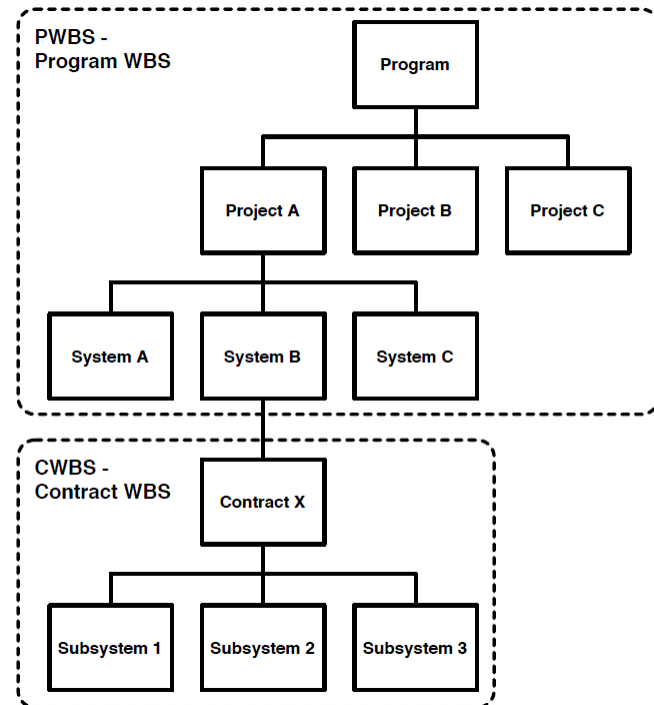 PWBS -
Program WBS
Program
Project A
Project B
Project C
System A
System B
System C
CWBS -
Contract WBS
Contract X
Subsystem 1
Subsystem 2
Subsystem 3